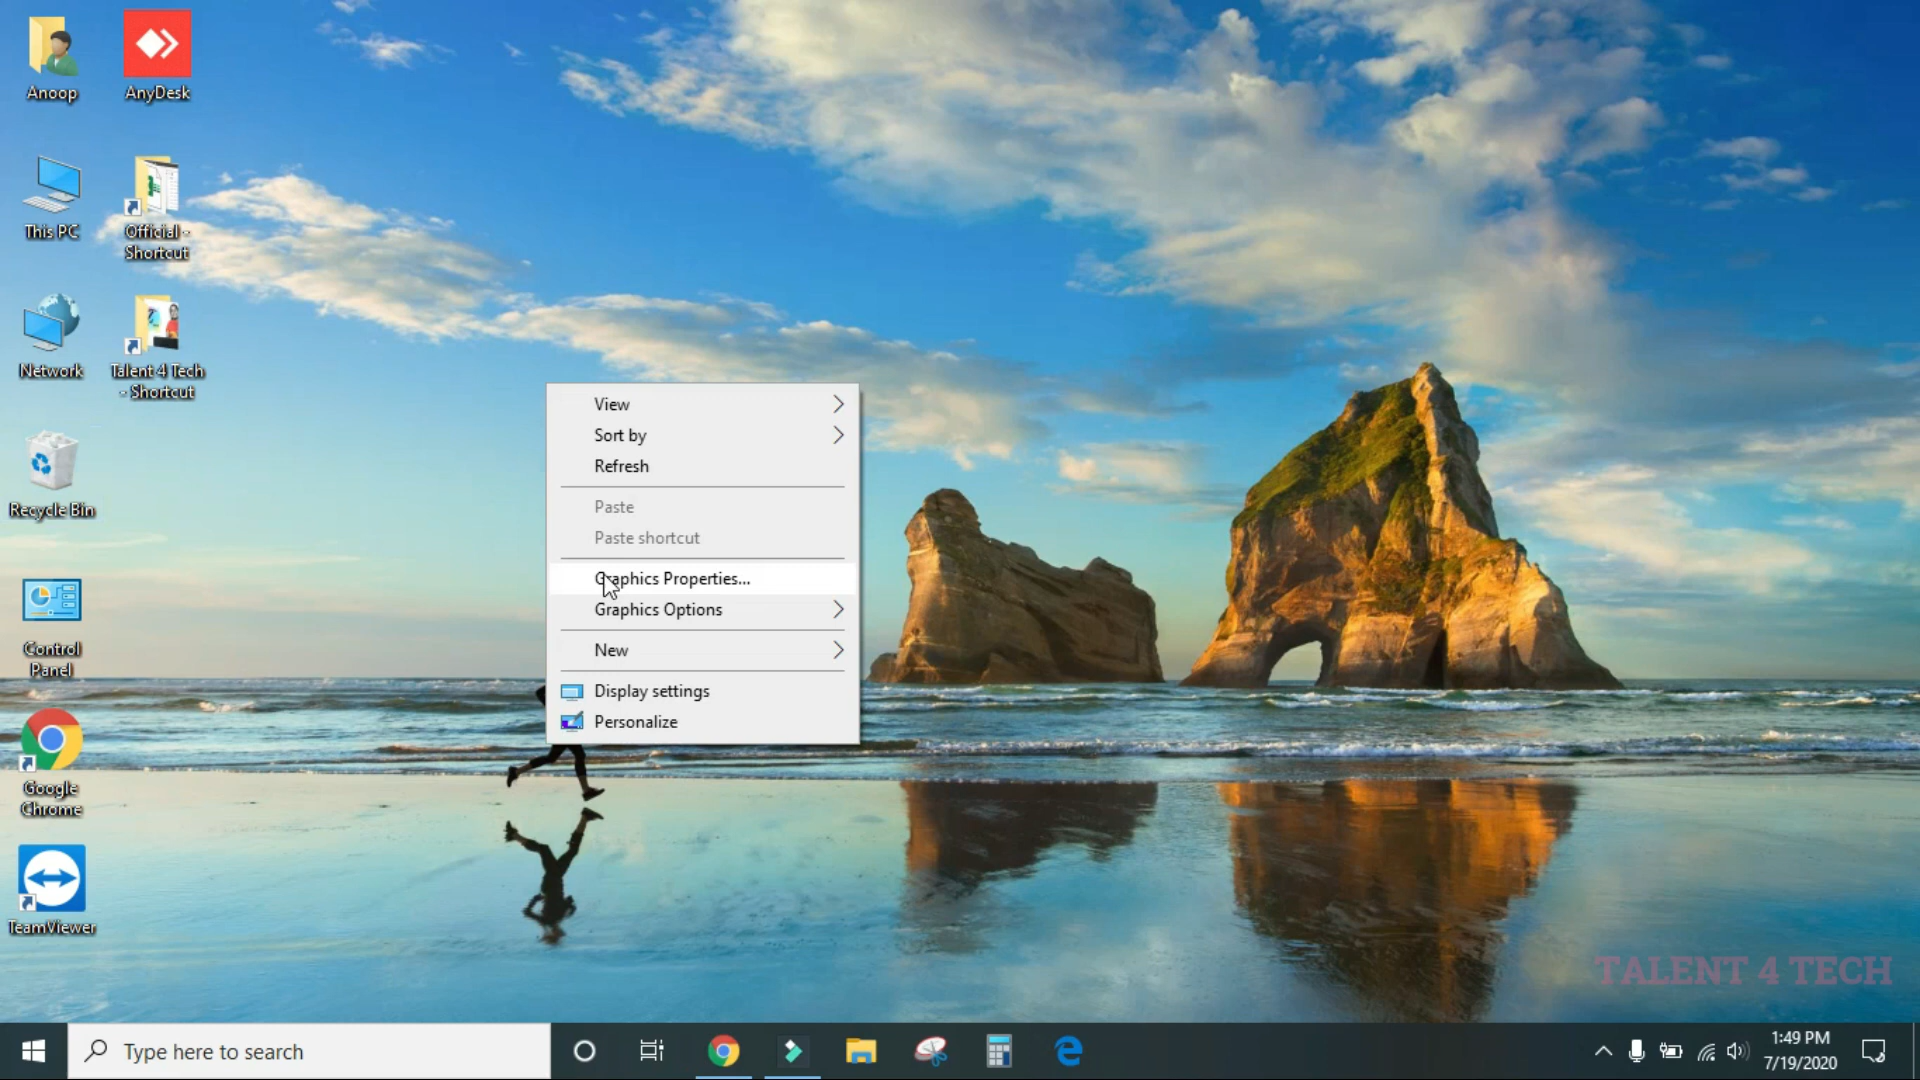 Anoop
AnyDesk
This PC
Official -
Shortcut
Network
Talent 4 Tech
- Shortcut
Recycle Bin
Control
Panel
Google
Chrome
TeamViewer
View
Sort by
Refresh
Paste
Paste shortcut
Graphics Properties...
Graphics Options
New
Display settings
Personalize
TALENT 4 TECH
Type here to search
1:49 PM
7/19/2020